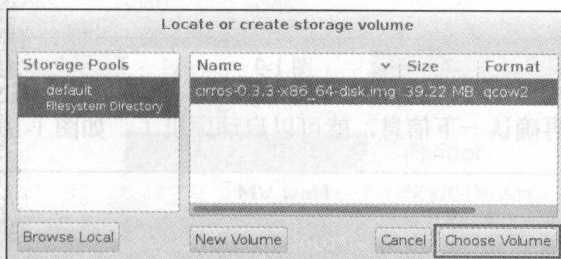 Locate or create storage volume
Storage Pools
Name Size Format
default
Filesystem Directory
cirros-0.3.3-x86_64-disk.img 39.22 MB qcow2
Browse Local
New Volume
Cancel
Choose Volume